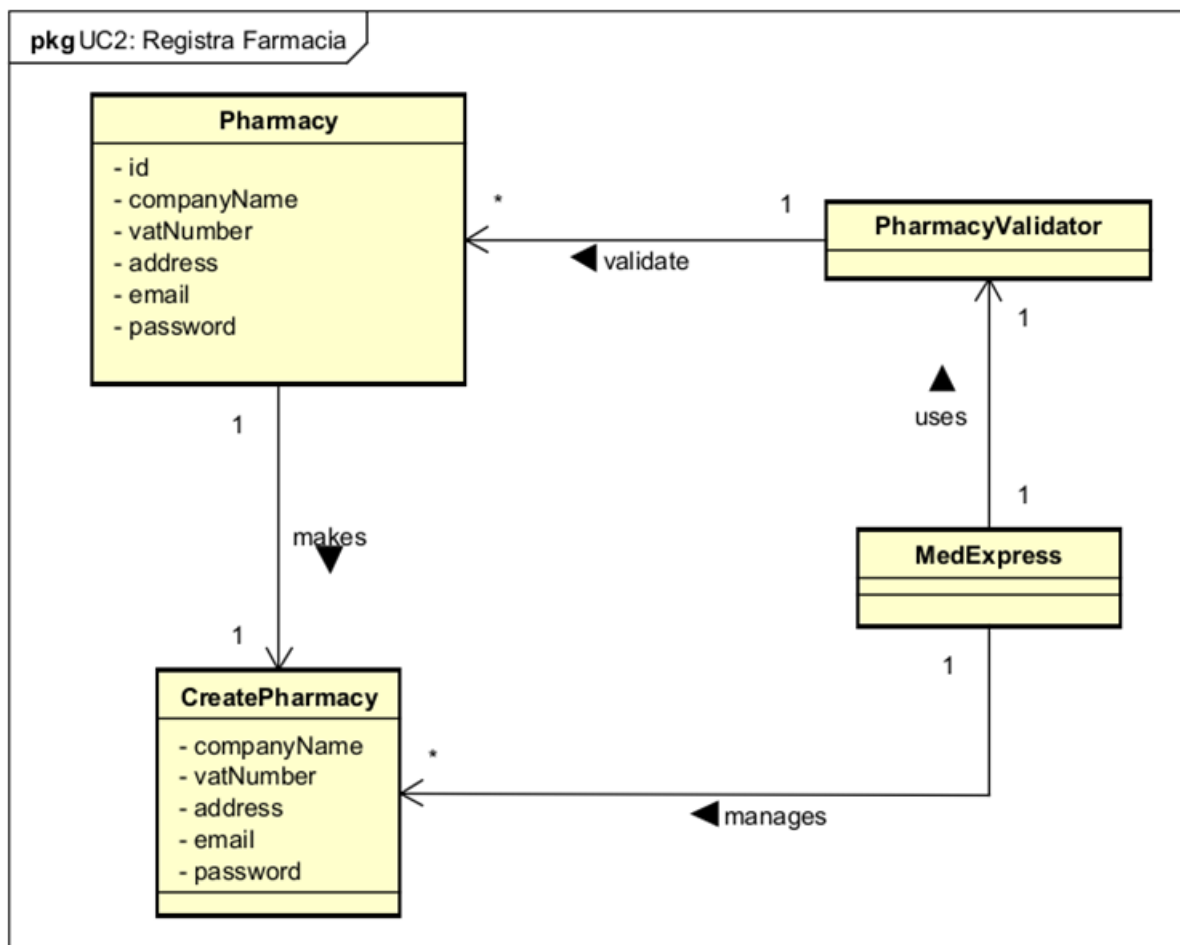 pkg UC2: Registra Farmacia
Pharmacy
- id
- companyName
- vatNumber
- address
- email
- password
* 1
validate
PharmacyValidator
1
uses
1
MedExpress
1
1
makes
1
CreatePharmacy
- companyName
- vatNumber
- address
- email
- password
*
manages